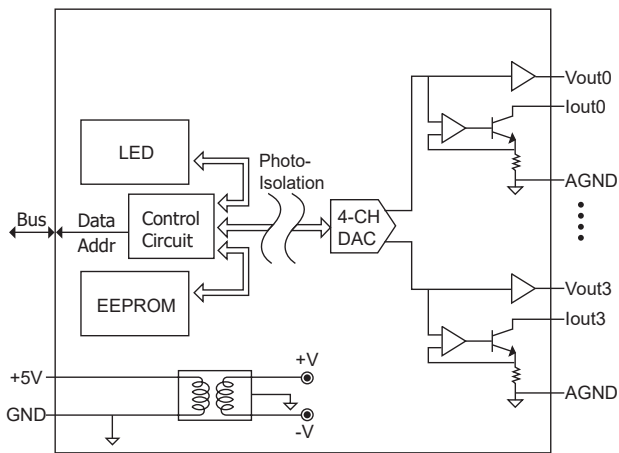 Vout0
Iout0
LED
Photo-
Isolation
AGND
Bus
Data
Addr
Control
Circuit
4-CH
DAC
EEPROM
Vout3
Iout3
+5V
+V
GND
-V
AGND